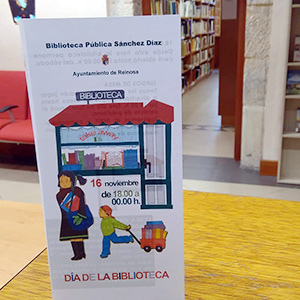 Biblioteca Pública Sánchez Díaz
Ayuntamiento de Reinosa
BIBLIOTECA
16 noviembre
de 18.00 a
00.00 h.
DÍA DE LA BIBLIOTECA